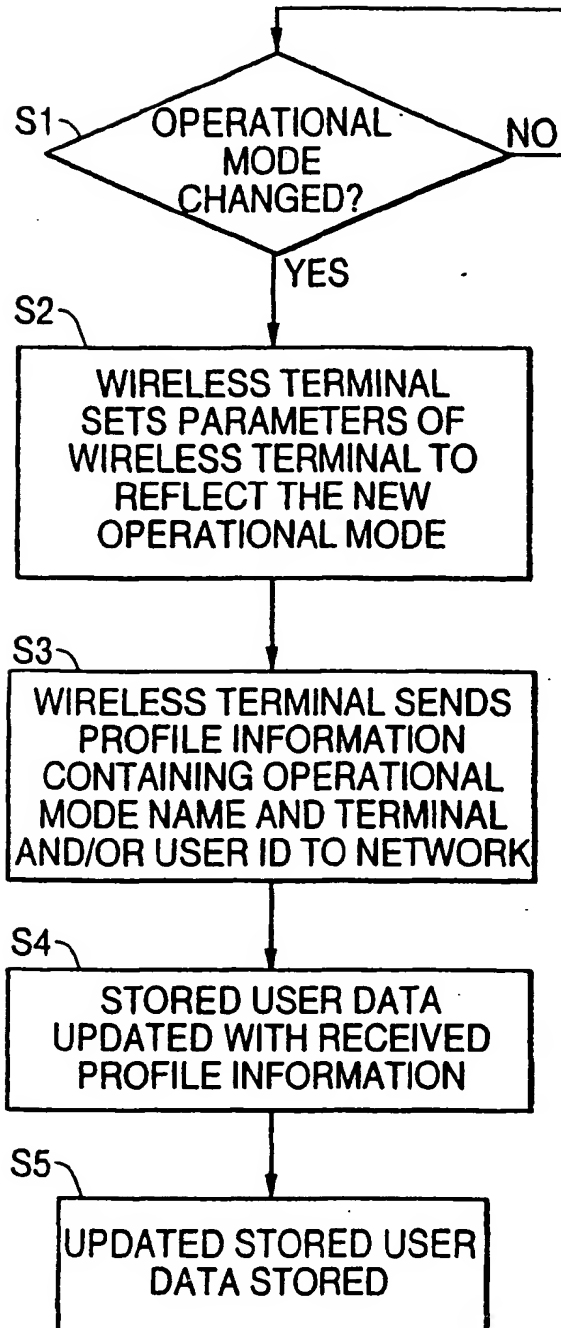 S1
OPERATIONAL
MODE
CHANGED?
NO
YES
S2
WIRELESS TERMINAL
SETS PARAMETERS OF
WIRELESS TERMINAL TO
REFLECT THE NEW
OPERATIONAL MODE
S3
WIRELESS TERMINAL SENDS
PROFILE INFORMATION
CONTAINING OPERATIONAL
MODE NAME AND TERMINAL
AND/OR USER ID TO NETWORK
S4
STORED USER DATA
UPDATED WITH RECEIVED
PROFILE INFORMATION
S5
UPDATED STORED USER
DATA STORED